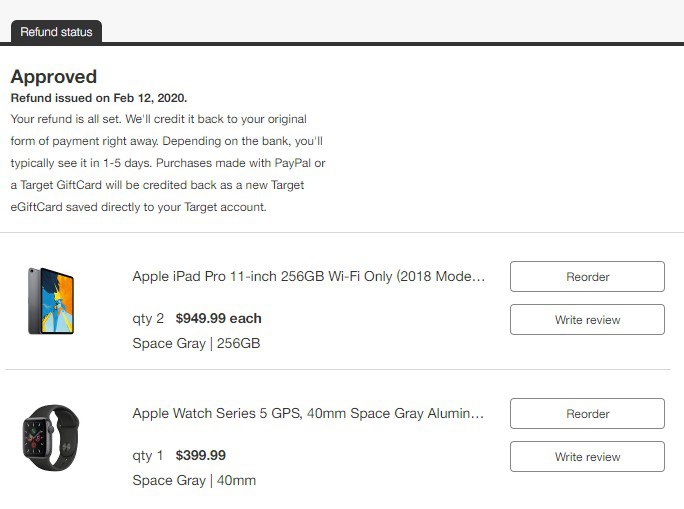 Refund status
Approved
Refund issued on Feb 12, 2020.
Your refund is all set. We'll credit it back to your original
form of payment right away. Depending on the bank, you'll
typically see it in 1-5 days. Purchases made with PayPal or
a Target GiftCard will be credited back as a new Target
eGiftCard saved directly to your Target account.
Apple iPad Pro 11-inch 256GB Wi-Fi Only (2018 Mode...
Reorder
qty 2 $949.99 each
Write review
Space Gray | 256GB
Apple Watch Series 5 GPS, 40mm Space Gray Alumin...
Reorder
qty 1 $399.99
Write review
Space Gray | 40mm